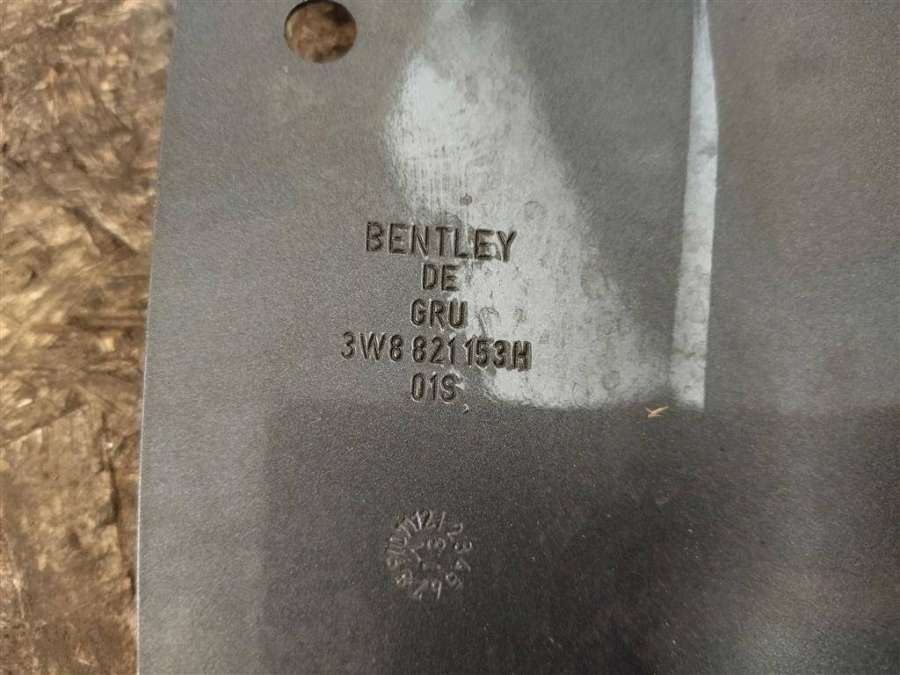 BENTLEY
DE
GRU
3W8 821 153H
01S